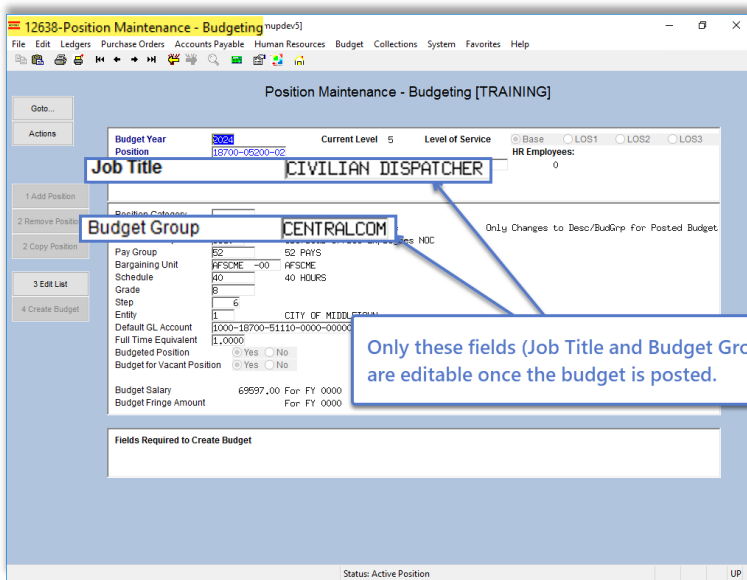 12638-Position Maintenance - Budgeting mupdev5]
File Edit Ledgers Purchase Orders Accounts Payable Human Resources Budget Collections System Favorites Help
Position Maintenance - Budgeting [TRAINING]
Goto...
Actions
1 Add Position
2 Remove Position
2 Copy Position
3 Edit List
4 Create Budget
Budget Year 2024 Current Level 5 Level of Service Base LOS1 LOS2 LOS3
Position 18700-05200-02 HR Employees:
Job Title CIVILIAN DISPATCHER 0
Position Category
Only Changes to Desc/BudGrp for Posted Budget
Budget Group CENTRALCOM
NOC
Pay Group 52 52 PAYS
Bargaining Unit AFSCME -00 AFSCME
Schedule 40 40 HOURS
Grade 8
Step 6
Entity 1 CITY OF MIDDLETOWN
Default GL Account 1000-18700-51110-0000-00000
Full Time Equivalent 1.0000
Budgeted Position Yes No
Budget for Vacant Position Yes No
Budget Salary 69597.00 For FY 0000
Budget Fringe Amount For FY 0000
Only these fields (Job Title and Budget Gro
are editable once the budget is posted.
Fields Required to Create Budget
Status: Active Position UP